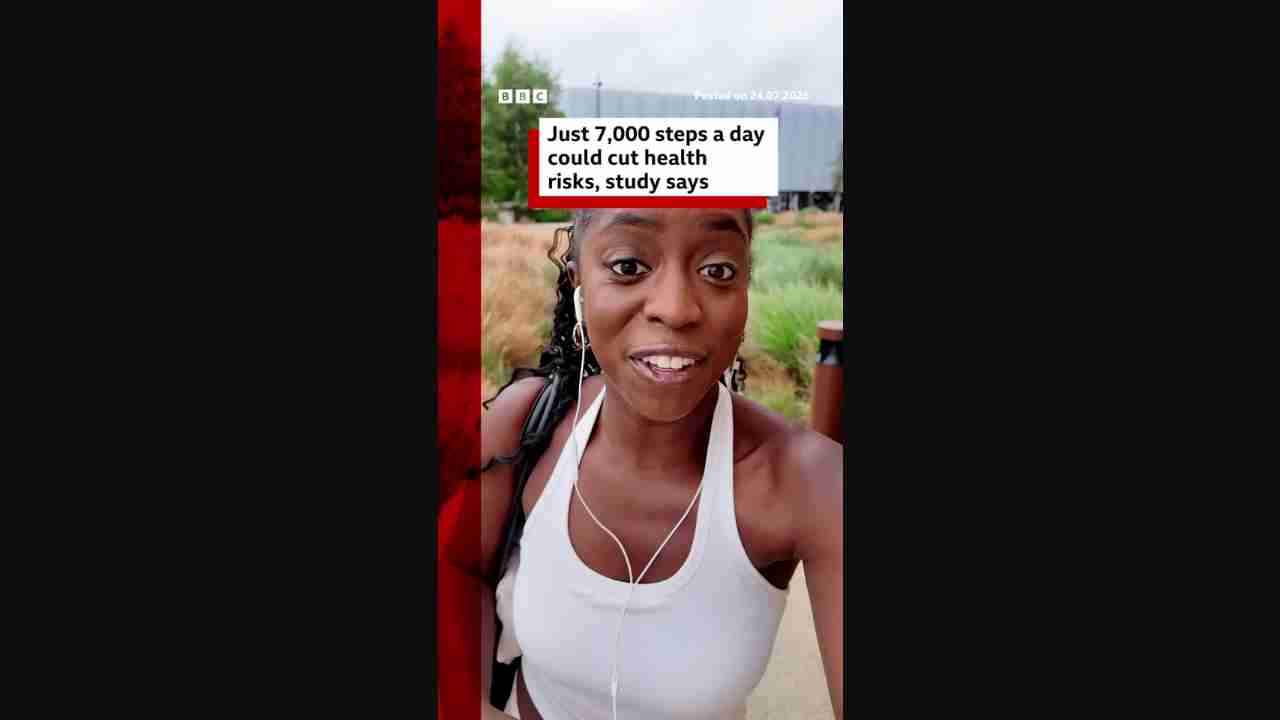 BBC
Posted on 24.07.2025
Just 7,000 steps a day
could cut health
risks, study says